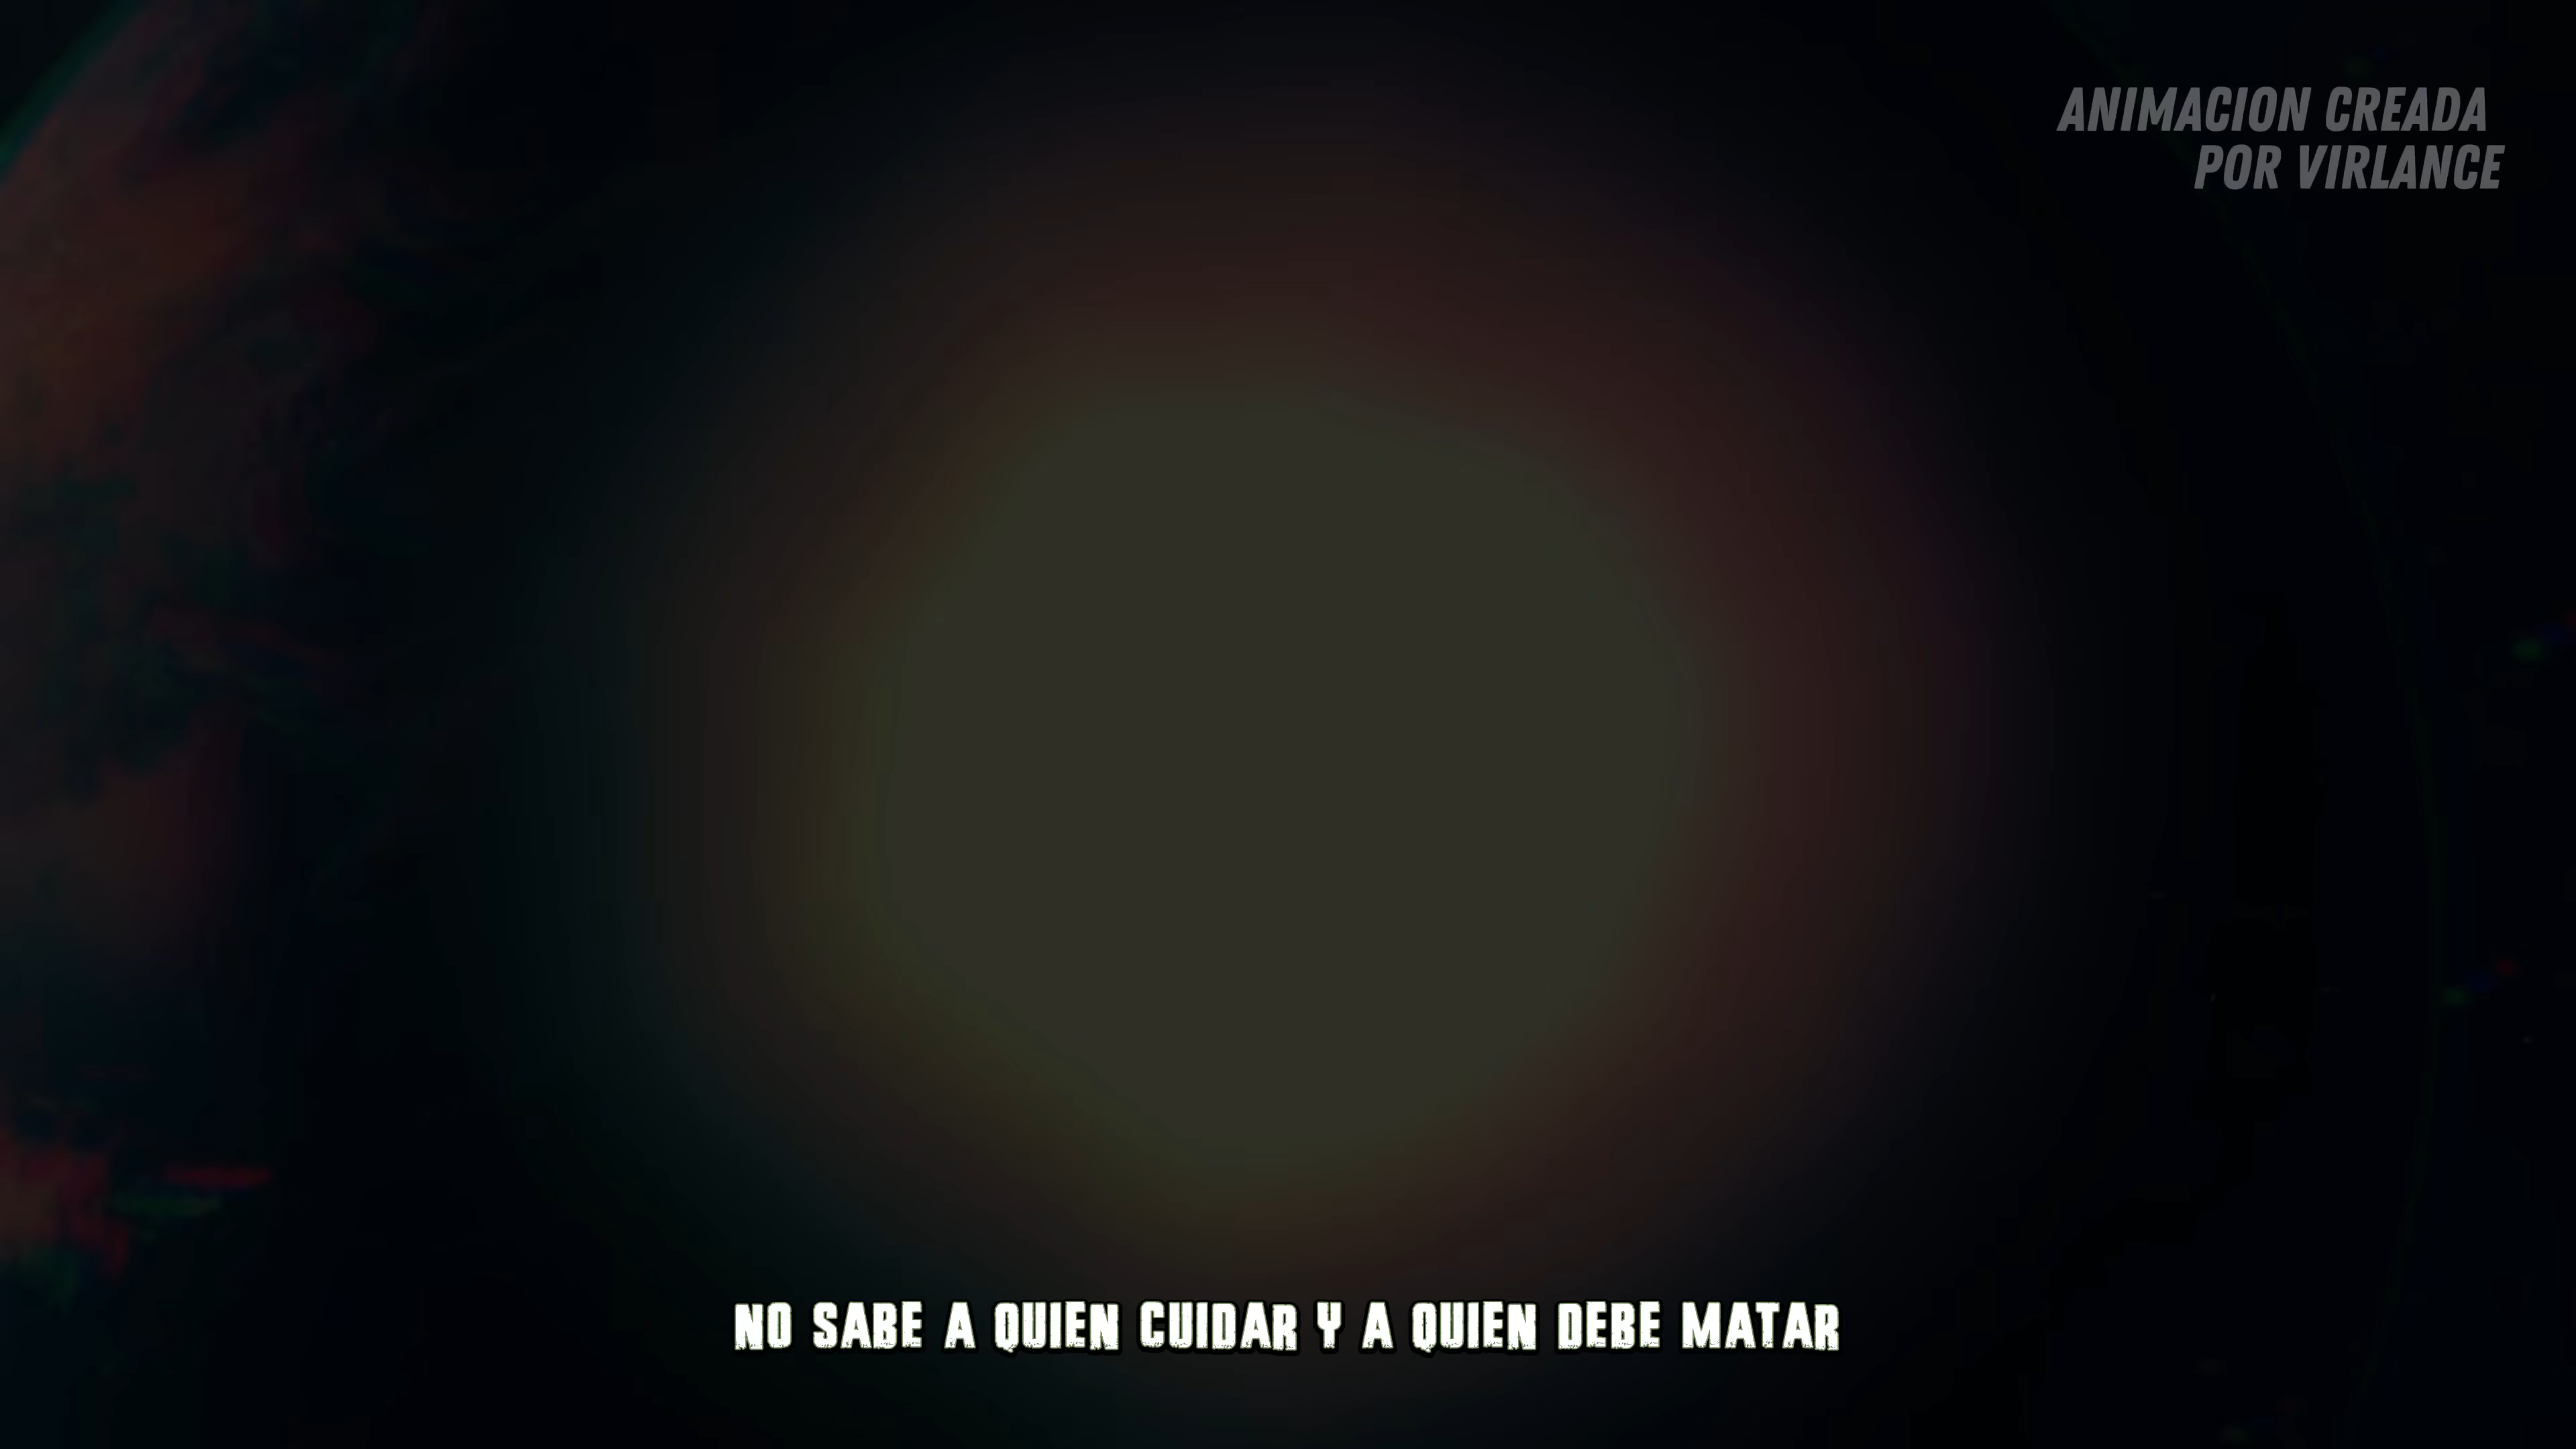 ANIMACION CREADA
POR VIRLANCE
NO SABE A QUIEN CUIDAR Y A QUIEN DEBE MATAR